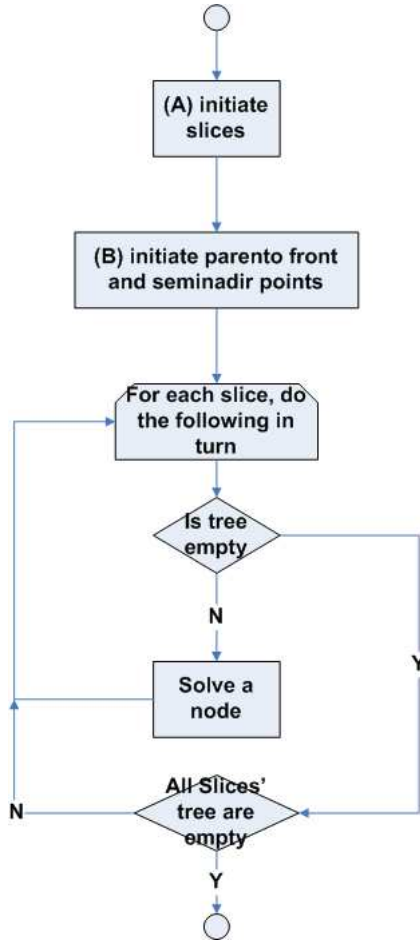 (A) initiate
slices
(B) initiate parento front
and seminadir points
For each slice, do
the following in
turn
Is tree
empty
N
Y
Solve a
node
All Slices'
tree are
empty
N
Y